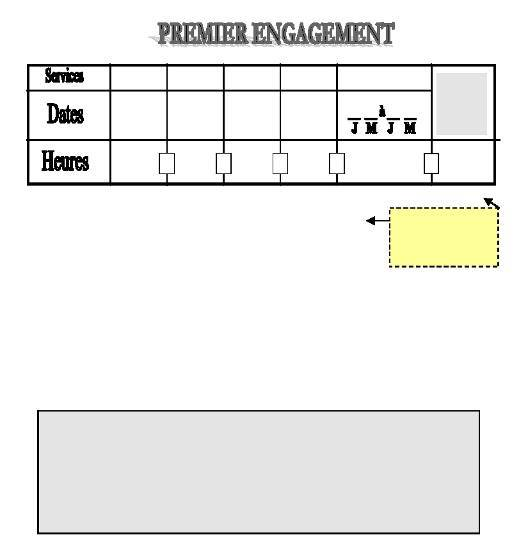 PREMIER ENGAGEMENT
Services
Dates
à
J M J M
Heures